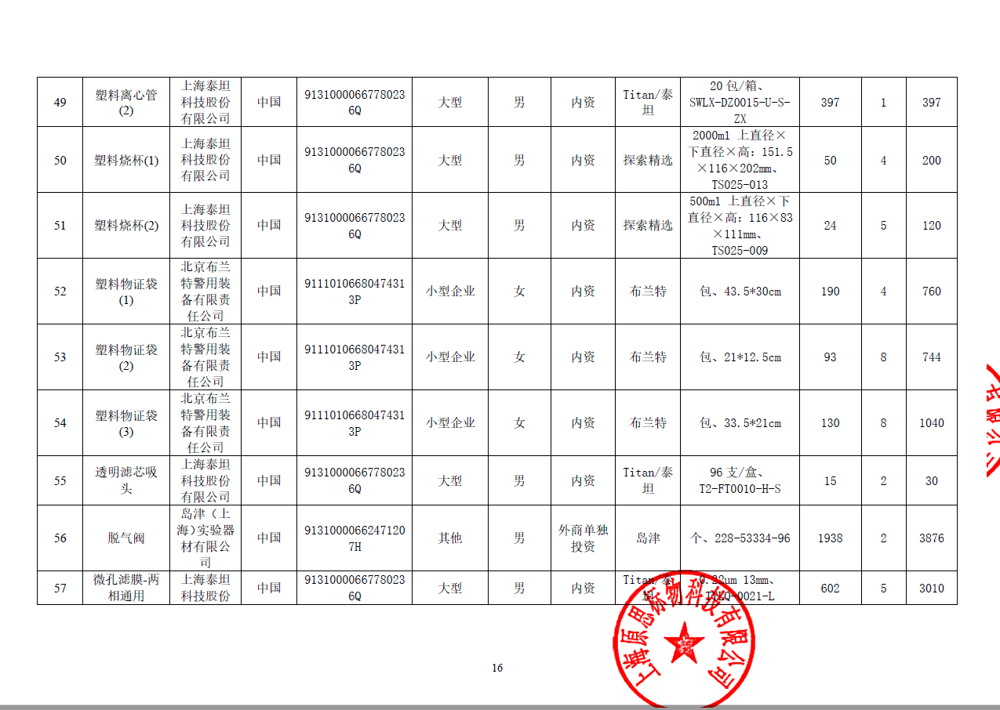 49
塑料离心管
(2)
上海泰坦
科技股份
有限公司
中国
9131000066778023
6Q
大型
男
内资
Titan/泰
坦
20 包/箱、
SWLX-DZ0015-U-S-
ZX
397
1
397
50
塑料烧杯(1)
上海泰坦
科技股份
有限公司
中国
9131000066778023
6Q
大型
男
内资
探索精选
2000ml 上直径×
下直径×高: 151.5
×116×202mm、
TS025-013
50
4
200
51
塑料烧杯(2)
上海泰坦
科技股份
有限公司
中国
9131000066778023
6Q
大型
男
内资
探索精选
500ml 上直径×下
直径×高: 116×83
×111mm、
TS025-009
24
5
120
52
塑料物证袋
(1)
北京布兰
特警用装
备有限责
任公司
中国
9111010668047431
3P
小型企业
女
内资
布兰特
包、43.5*30cm
190
4
760
53
塑料物证袋
(2)
北京布兰
特警用装
备有限责
任公司
中国
9111010668047431
3P
小型企业
女
内资
布兰特
包、21*12.5cm
93
8
744
54
塑料物证袋
(3)
北京布兰
特警用装
备有限责
任公司
中国
9111010668047431
3P
小型企业
女
内资
布兰特
包、33.5*21cm
130
8
1040
55
透明滤芯吸
头
上海泰坦
科技股份
有限公司
中国
9131000066778023
6Q
大型
男
内资
Titan/泰
坦
96 支/盒、
T2-FT0010-H-S
15
2
30
56
脱气阀
岛津（上
海)实验器
材有限公
司
中国
9131000066247120
7H
其他
男
外商单独
投资
岛津
个、228-53334-96
1938
2
3876
57
微孔滤膜-两
相通用
上海泰坦
科技股份
中国
9131000066778023
6Q
大型
男
内资
Titan/泰
坦
0.22um 13mm、
602
5
3010
上海原思标物科技有限公司
16